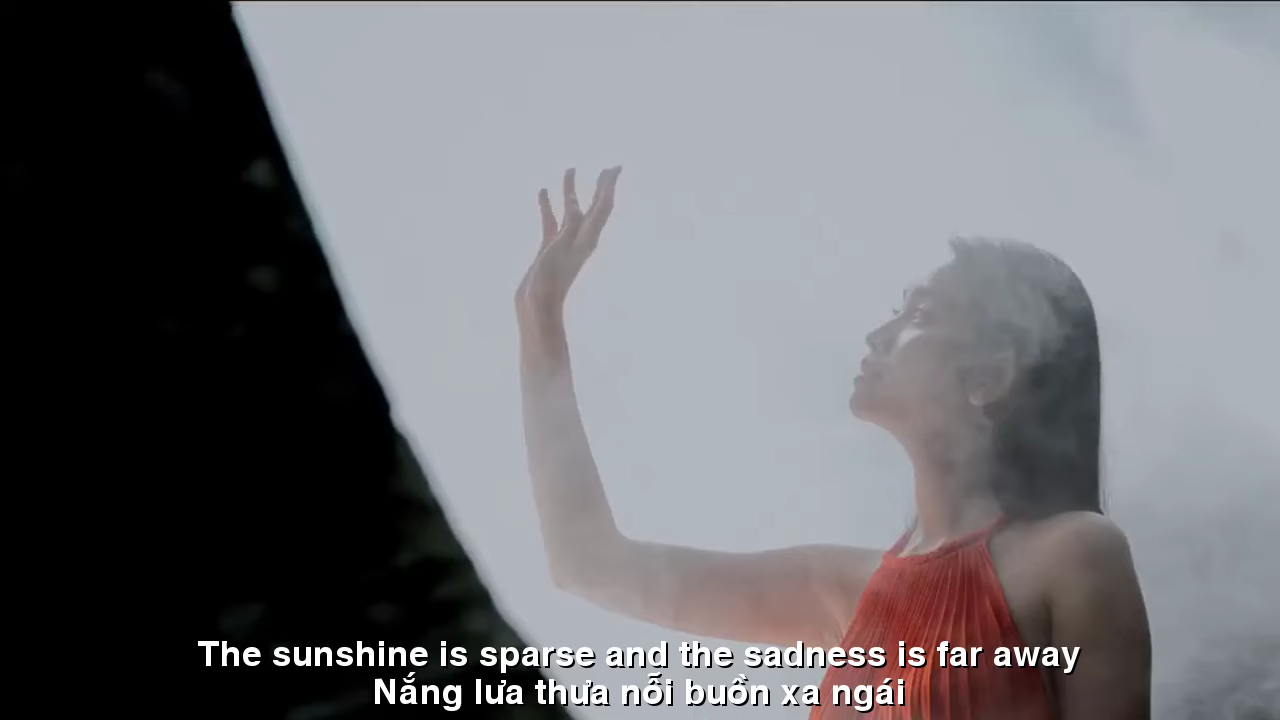 The sunshine is sparse and the sadness is far away
Nắng lưa thưa nỗi buồn xa ngái